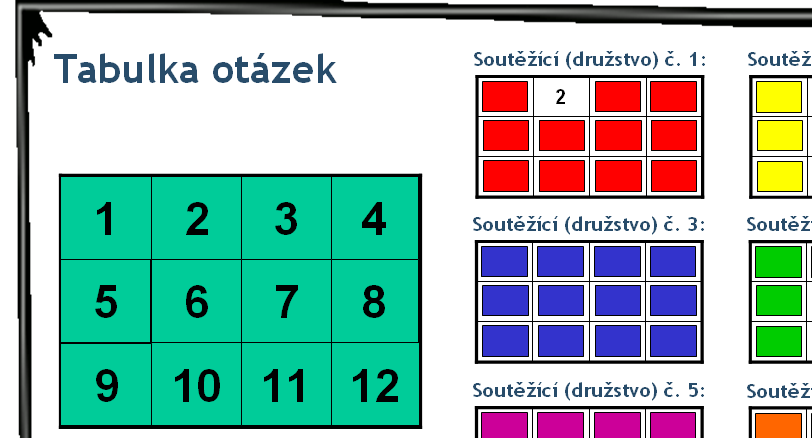 Tabulka otázek
1 2 3 4
5 6 7 8
9 10 11 12
Soutěžící (družstvo) č. 1:
2
Soutěžící (družstvo) č. 3:
Soutěžící (družstvo) č. 5: